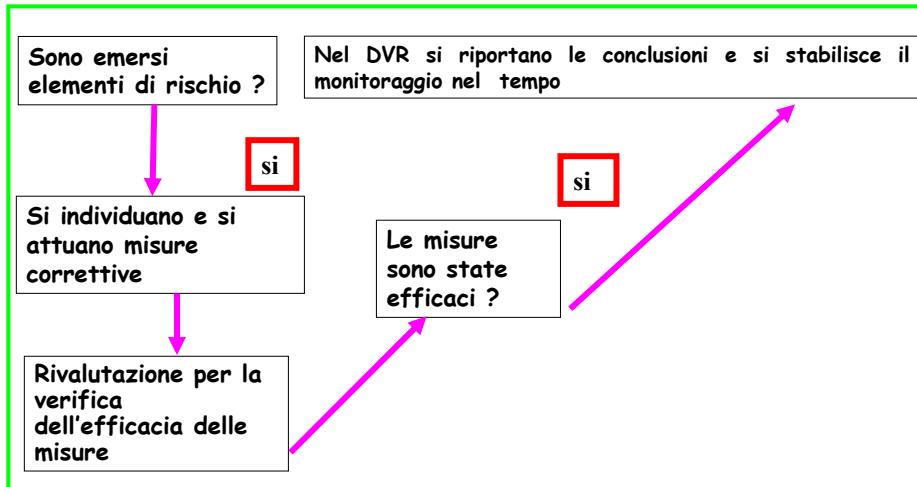 Sono emersi
elementi di rischio ?
Nel DVR si riportano le conclusioni e si stabilisce il
monitoraggio nel tempo
si
si
Si individuano e si
attuano misure
correttive
Le misure
sono state
efficaci ?
Rivalutazione per la
verifica
dell'efficacia delle
misure